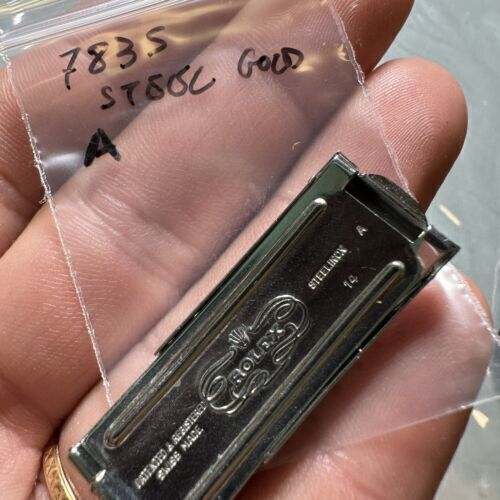 7835
STEEL GOLD
A
STEELINOX A
14
ROLEX
PATENTED & REGISTERED
SWISS MADE